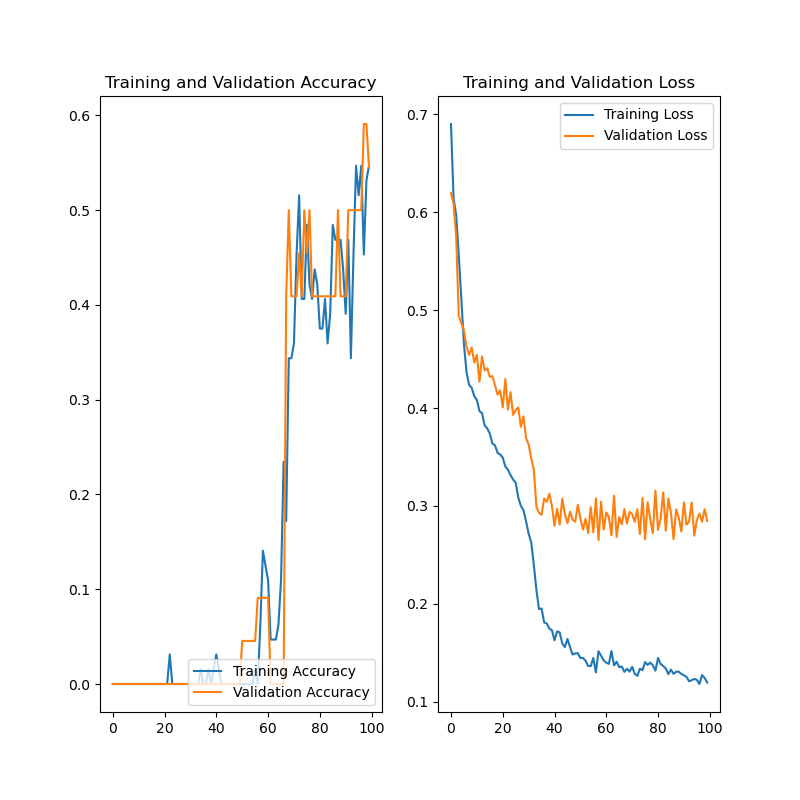 Training and Validation Accuracy
0.6
0.5
0.4
0.3
0.2
0.1
0.0
Training Accuracy
Validation Accuracy
0 20 40 60 80 100
Training and Validation Loss
Training Loss
Validation Loss
0.7
0.6
0.5
0.4
0.3
0.2
0.1
0 20 40 60 80 100